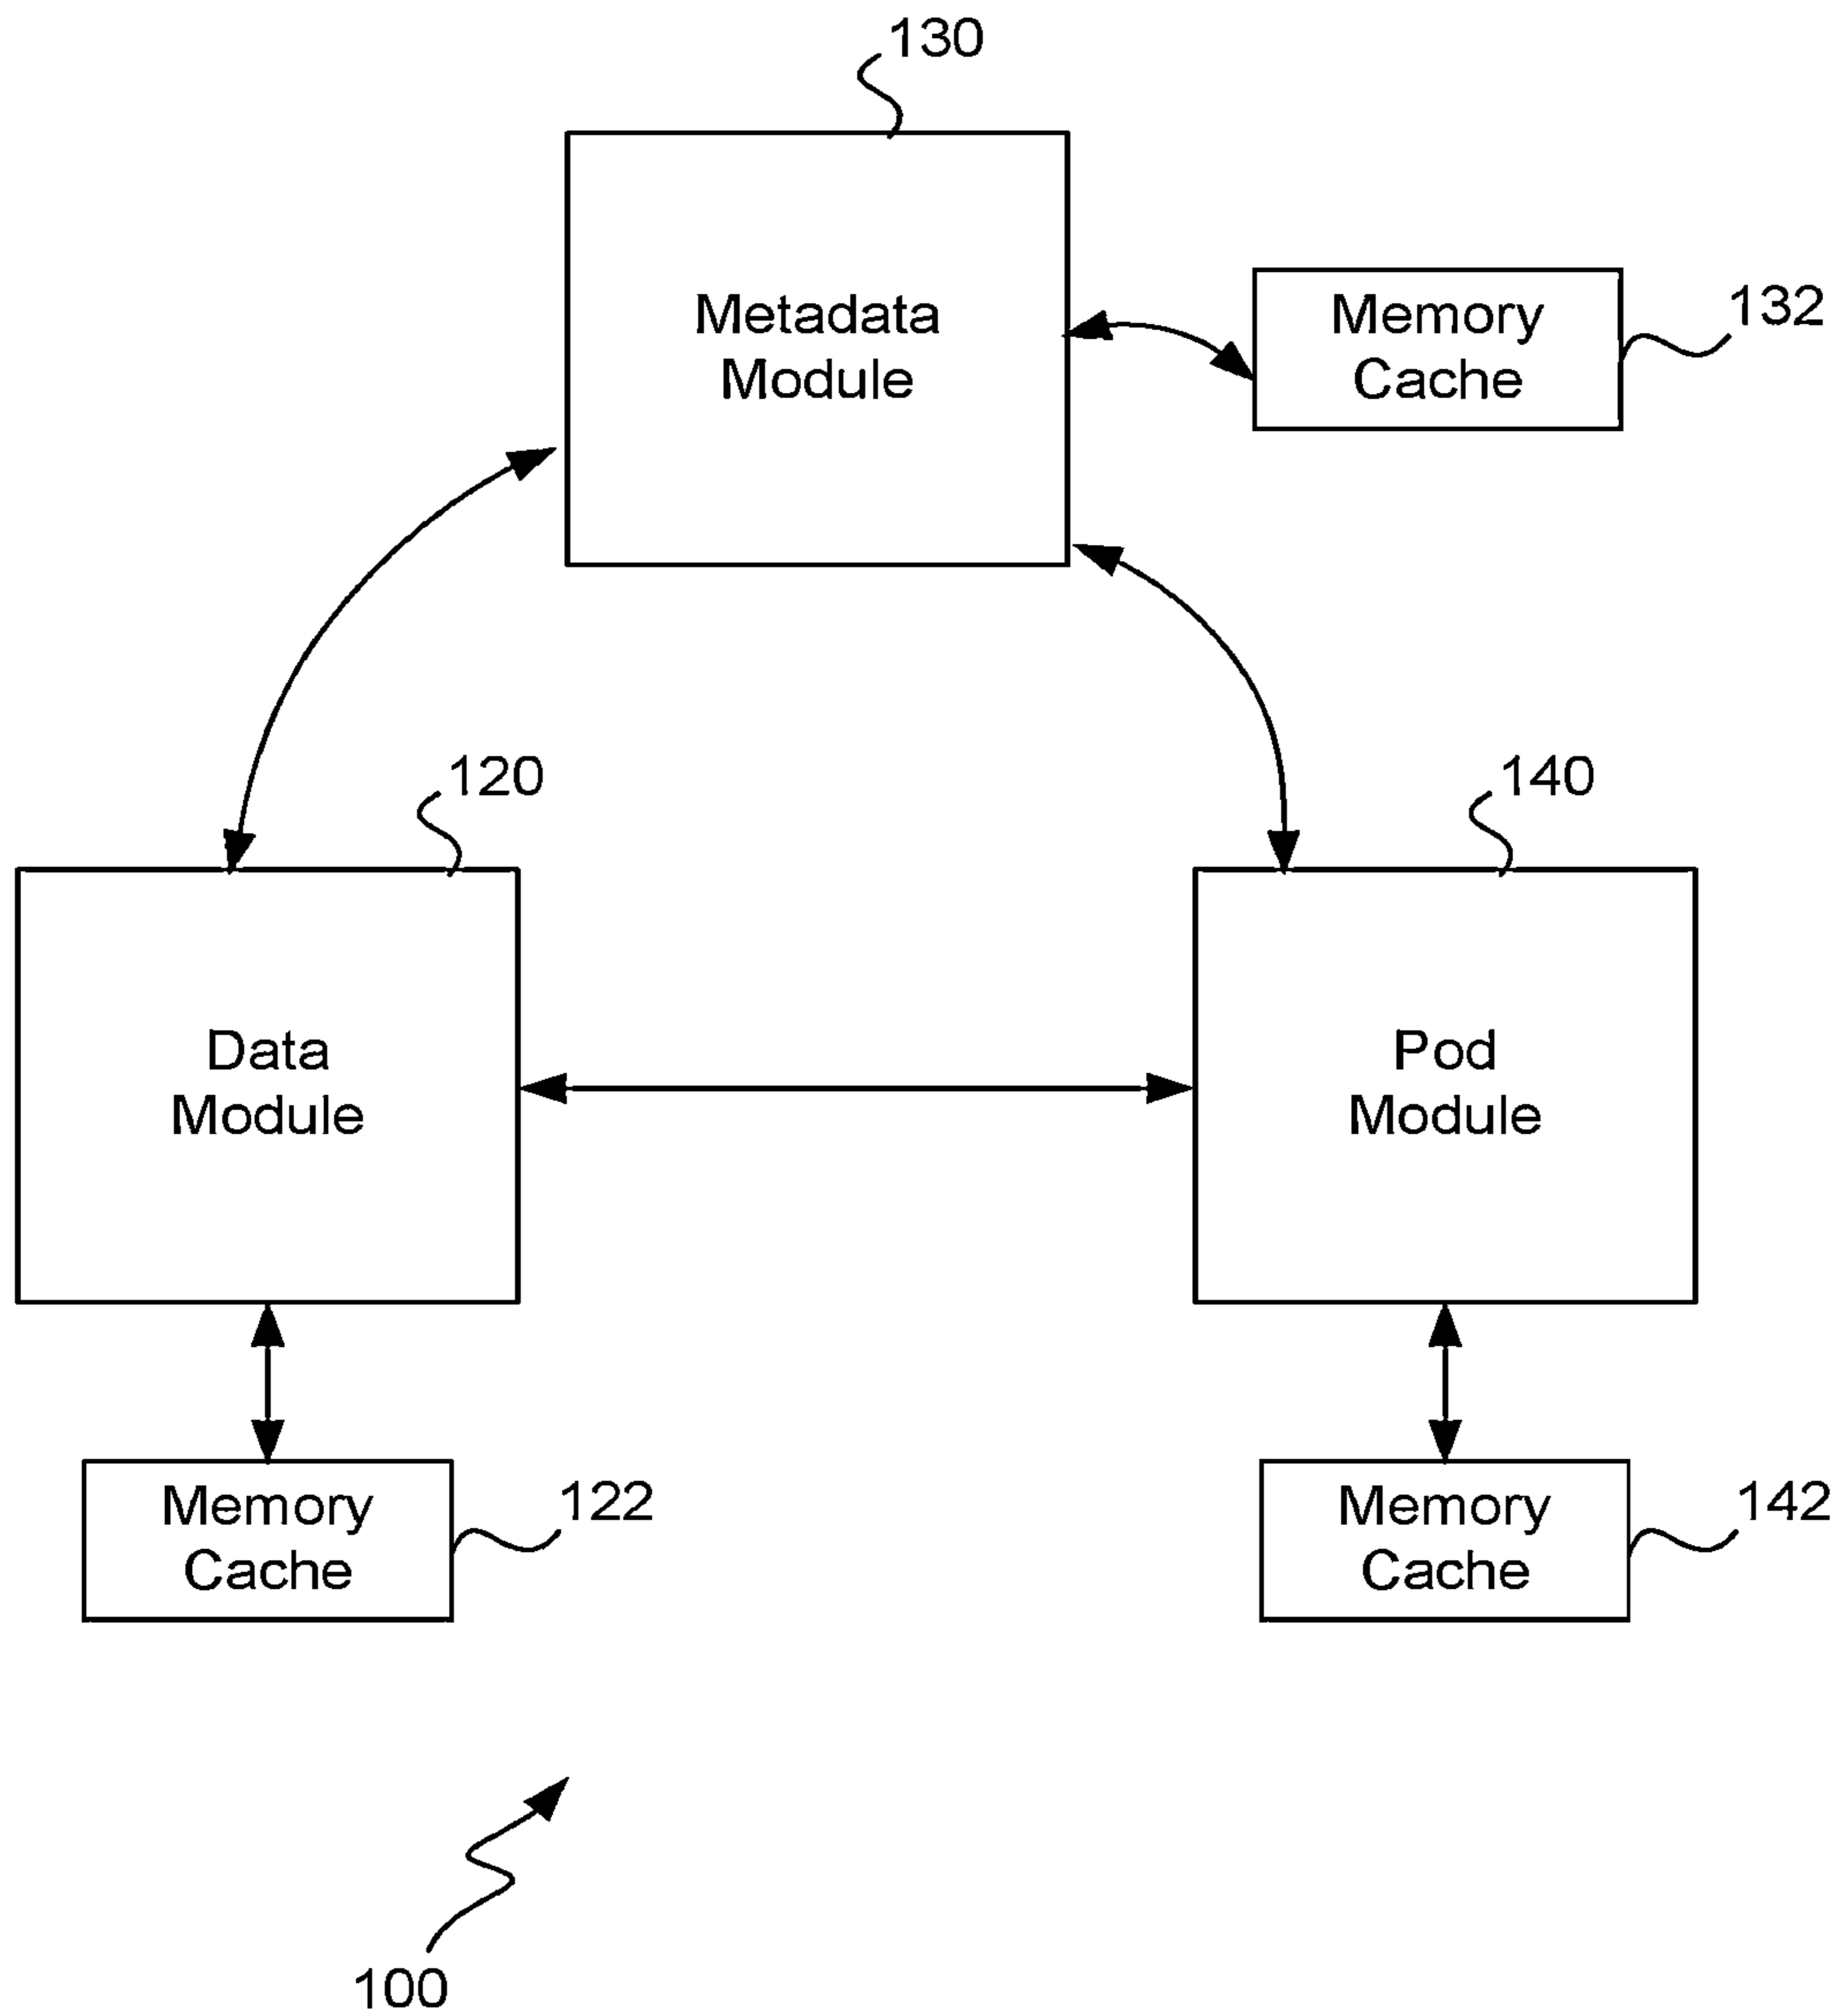 130
Metadata
Module
Memory
Cache
132
120
140
Data
Module
Pod
Module
Memory
Cache
122
Memory
Cache
142
100